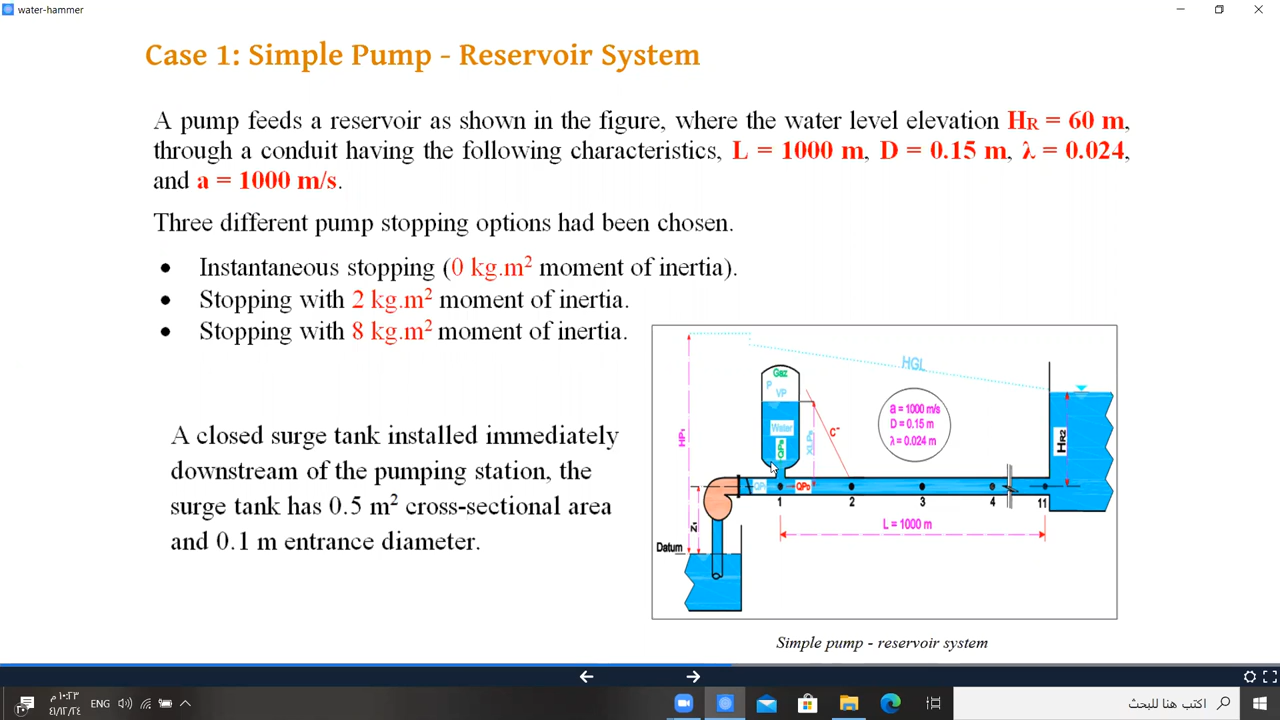 water-hammer
Case 1: Simple Pump - Reservoir System
A pump feeds a reservoir as shown in the figure, where the water level elevation HR = 60 m,
through a conduit having the following characteristics, L = 1000 m, D = 0.15 m, λ = 0.024,
and a = 1000 m/s.
Three different pump stopping options had been chosen.
• Instantaneous stopping (0 kg.m² moment of inertia).
• Stopping with 2 kg.m² moment of inertia.
• Stopping with 8 kg.m² moment of inertia.
A closed surge tank installed immediately
downstream of the pumping station, the
surge tank has 0.5 m² cross-sectional area
and 0.1 m entrance diameter.
HGL
Gaz
P
VP
Water
C-
a = 1000 m/s
D = 0.15 m
λ = 0.024 m
HP1
HR2
QPD
1
2
3
4
11
Z1
L = 1000 m
Datum
Simple pump - reservoir system
ENG
اكتب هنا للبحث